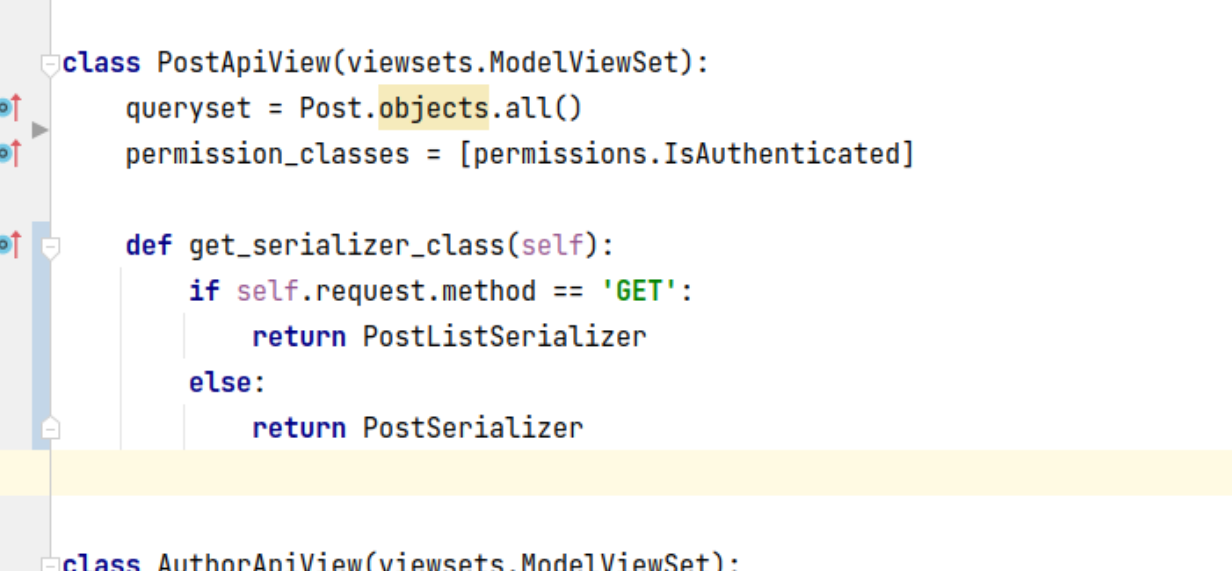 class PostApiView(viewsets.ModelViewSet):
    queryset = Post.objects.all()
    permission_classes = [permissions.IsAuthenticated]
    def get_serializer_class(self):
        if self.request.method == 'GET':
            return PostListSerializer
        else:
            return PostSerializer
class AuthorApiView(viewsets.ModelViewSet):